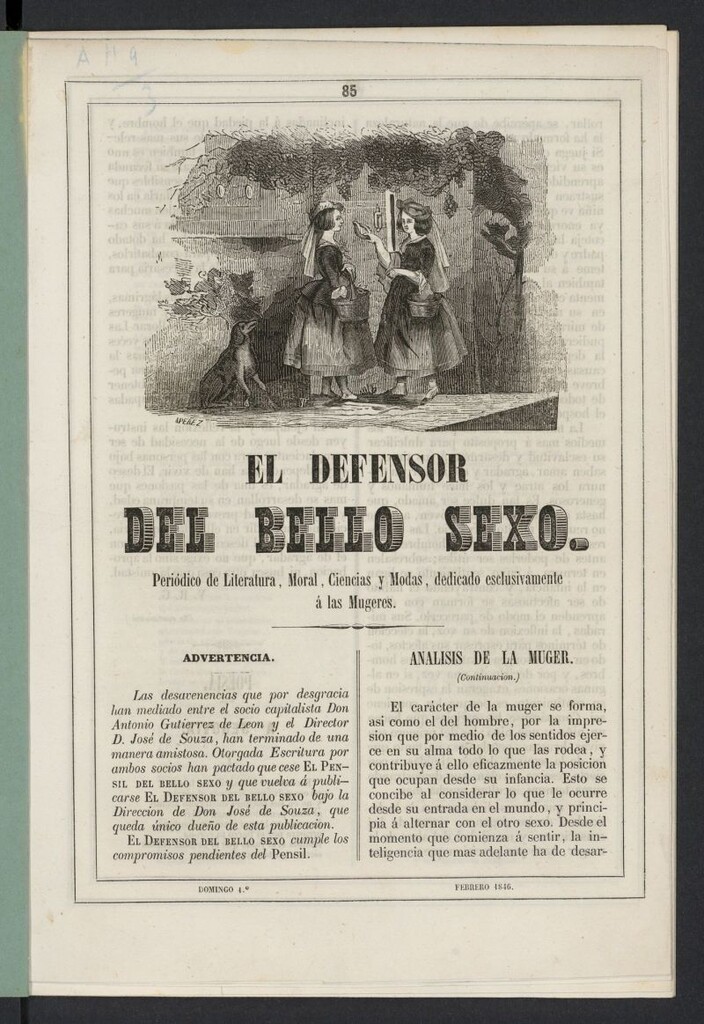 A 11 9
3
85
APEREZ
EL DEFENSOR
DEL BELLO SEXO.
Periódico de Literatura, Moral, Ciencias y Modas, dedicado esclusivamente
á las Mugeres.
ADVERTENCIA.
Las desavenencias que por desgracia
han mediado entre el socio capitalista Don
Antonio Gutierrez de Leon y el Director
D. José de Souza, han terminado de una
manera amistosa. Otorgada Escritura por
ambos socios han pactado que cese EL PEN-
SIL DEL BELLO SEXO y que vuelva á publi-
carse EL DEFENSOR DEL BELLO SEXO bajo la
Direccion de Don José de Souza, que
queda único dueño de esta publicacion.
EL DEFENSOR DEL BELLO SEXO cumple los
compromisos pendientes del Pensil.
ANALISIS DE LA MUGER.
(Continuacion.)
El carácter de la muger se forma,
asi como el del hombre, por la impre-
sion que por medio de los sentidos ejer-
ce en su alma todo lo que las rodea, y
contribuye á ello eficazmente la posicion
que ocupan desde su infancia. Esto se
concibe al considerar lo que le ocurre
desde su entrada en el mundo, y princi-
pia á alternar con el otro sexo. Desde el
momento que comienza á sentir, la in-
teligencia que mas adelante ha de desar-
DOMINGO 1.º
FEBRERO 1846.